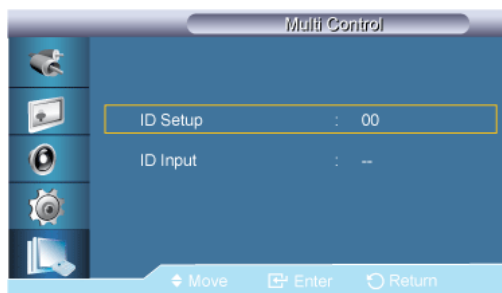 Multi Control
ID Setup : 00
ID Input : --
Move Enter Return